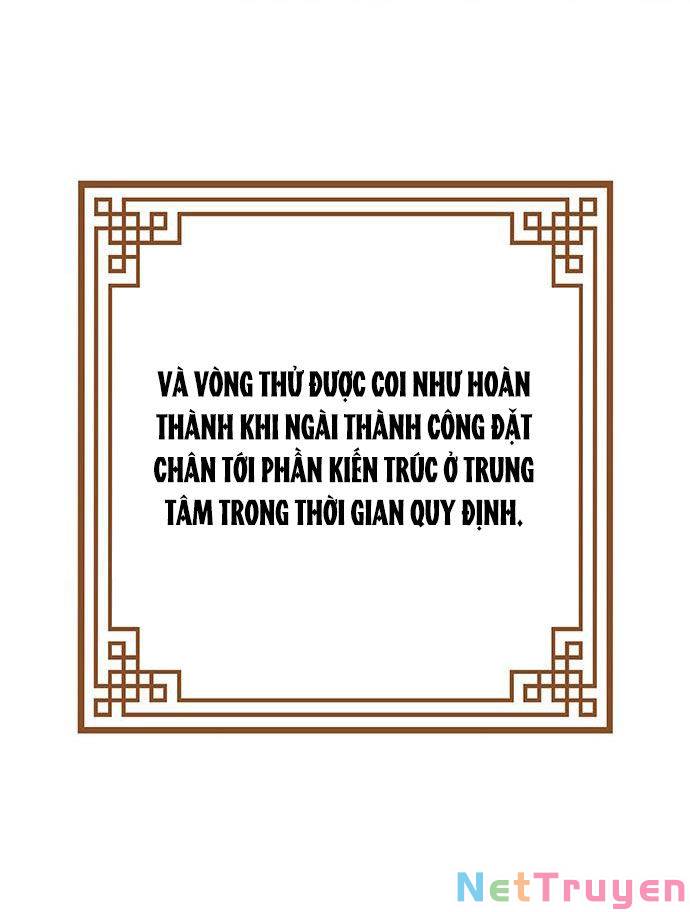 VÀ VÒNG THỬ ĐƯỢC COI NHƯ HOÀN
THÀNH KHI NGÀI THÀNH CÔNG ĐẶT
CHÂN TỚI PHẦN KIẾN TRÚC Ở TRUNG
TÂM TRONG THỜI GIAN QUY ĐỊNH.
NetTruyen